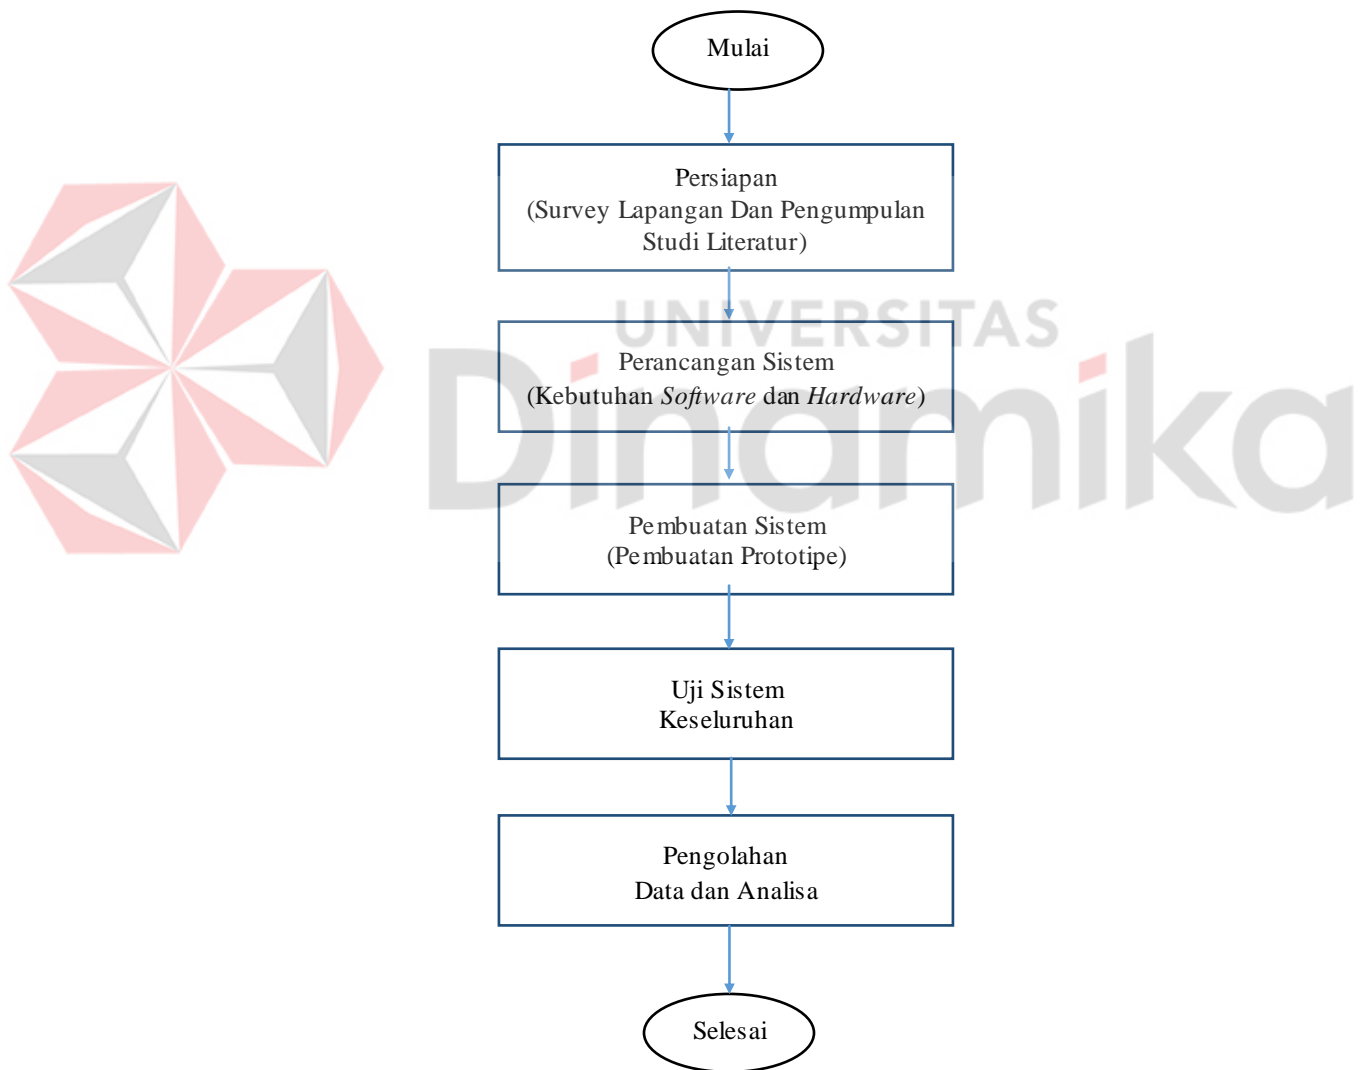 Mulai
Persiapan
(Survey Lapangan Dan Pengumpulan
Studi Literatur)
UNIVERSITAS
Dinamika
Perancangan Sistem
(Kebutuhan Software dan Hardware)
Pembuatan Sistem
(Pembuatan Prototipe)
Uji Sistem
Keseluruhan
Pengolahan
Data dan Analisa
Selesai